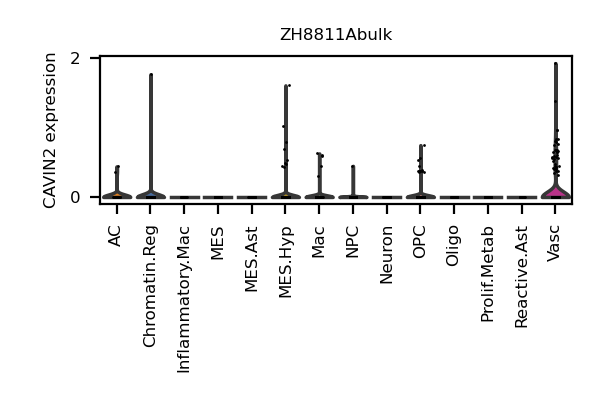 ZH8811Abulk
CAVIN2 expression
2
0
AC
Chromatin.Reg
Inflammatory.Mac
MES
MES.Ast
MES.Hyp
Mac
NPC
Neuron
OPC
Oligo
Prolif.Metab
Reactive.Ast
Vasc